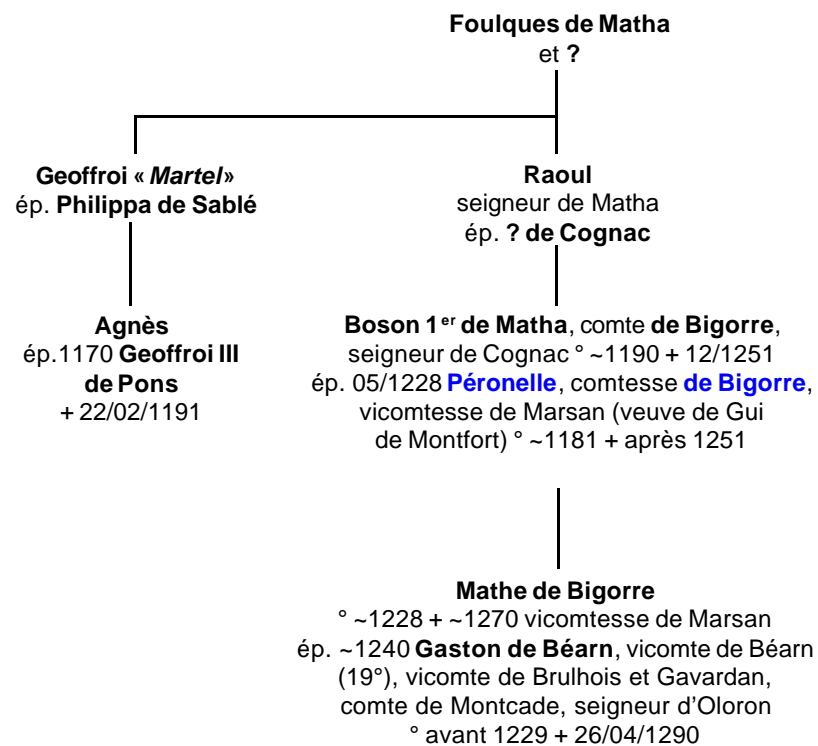 Foulques de Matha
et ?
Geoffroi « Martel»
ép. Philippa de Sablé
Raoul
seigneur de Matha
ép. ? de Cognac
Agnès
ép.1170 Geoffroi III
de Pons
+ 22/02/1191
Boson 1er de Matha, comte de Bigorre,
seigneur de Cognac ° ~1190 + 12/1251
ép. 05/1228 Péronelle, comtesse de Bigorre,
vicomtesse de Marsan (veuve de Gui
de Montfort) ° ~1181 + après 1251
Mathe de Bigorre
° ~1228 + ~1270 vicomtesse de Marsan
ép. ~1240 Gaston de Béarn, vicomte de Béarn
(19°), vicomte de Brulhois et Gavardan,
comte de Montcade, seigneur d'Oloron
° avant 1229 + 26/04/1290